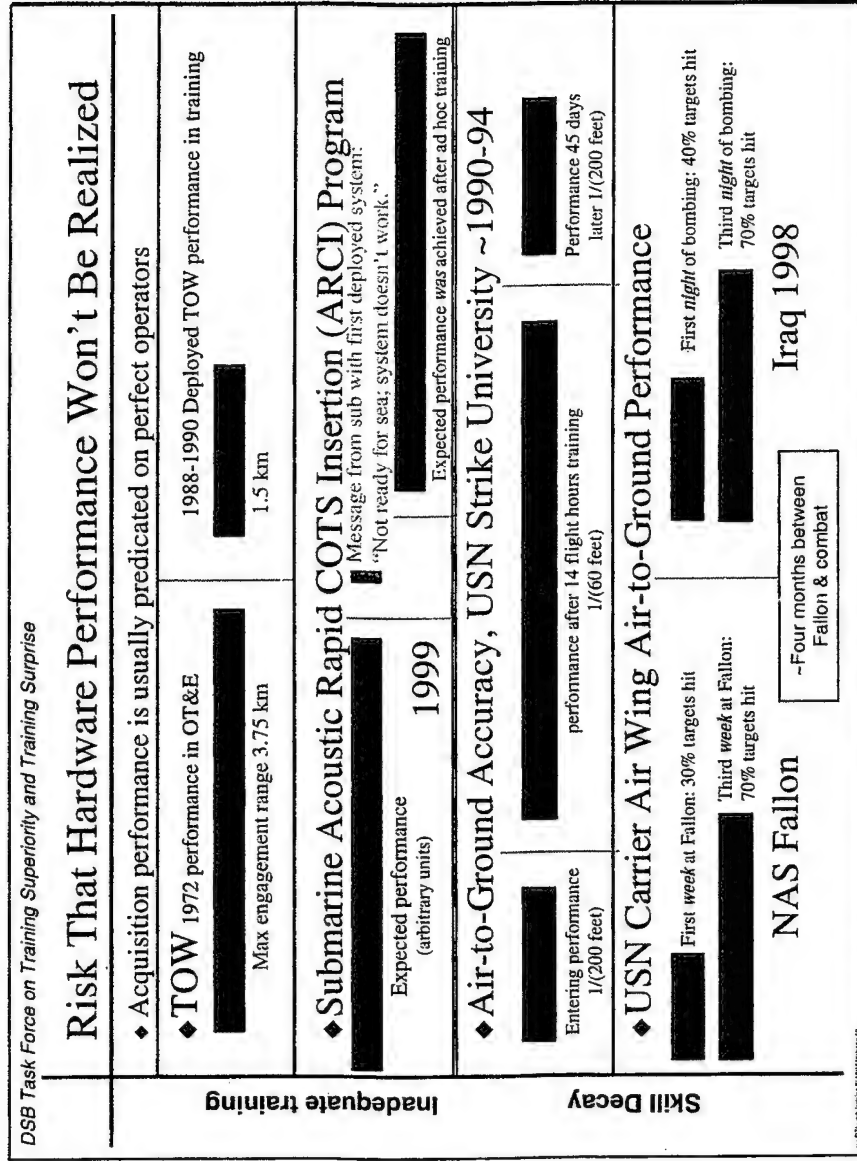 DSB Task Force on Training Superiority and Training Surprise
Risk That Hardware Performance Won't Be Realized
Inadequate training
♦ Acquisition performance is usually predicated on perfect operators
♦TOW 1972 performance in OT&E
Max engagement range 3.75 km
1988-1990 Deployed TOW performance in training
1.5 km
♦Submarine Acoustic Rapid COTS Insertion (ARCI) Program
Expected performance
(arbitrary units)
1999
Message from sub with first deployed system:
"Not ready for sea; system doesn't work."
Expected performance was achieved after ad hoc training
Skill Decay
♦Air-to-Ground Accuracy, USN Strike University ~1990-94
Entering performance
1/(200 feet)
performance after 14 flight hours training
1/(60 feet)
Performance 45 days
later 1/(200 feet)
♦USN Carrier Air Wing Air-to-Ground Performance
First week at Fallon: 30% targets hit
Third week at Fallon:
70% targets hit
NAS Fallon
~Four months between
Fallon & combat
First night of bombing: 40% targets hit
Third night of bombing:
70% targets hit
Iraq 1998